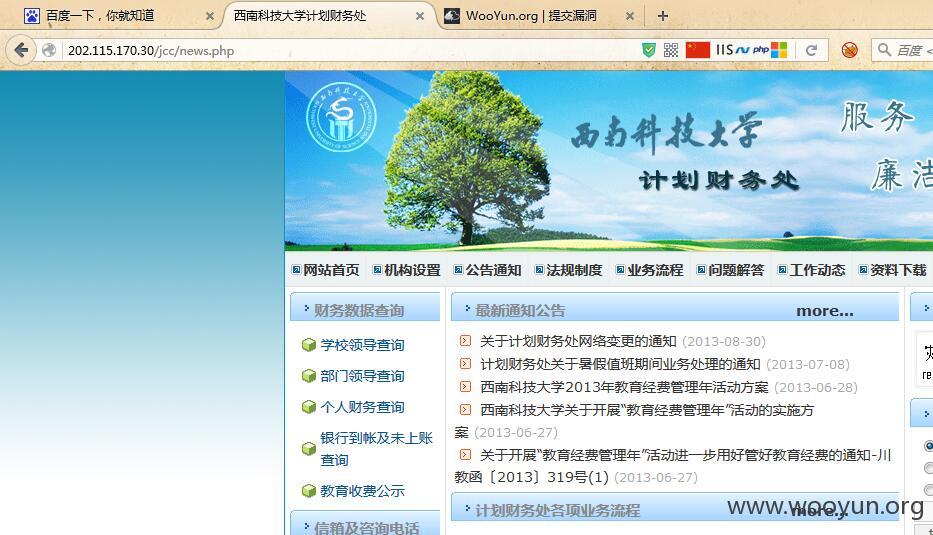 百度一下，你就知道
西南科技大学计划财务处
WooYun.org | 提交漏洞
202.115.170.30/jcc/news.php
IIS
php
百度 <
西南科技大学
计划财务处
服务
廉洁
网站首页 机构设置 公告通知 法规制度 业务流程 问题解答 工作动态 资料下载
财务数据查询
学校领导查询
部门领导查询
个人财务查询
银行到帐及未上账
查询
教育收费公示
信箱及咨询电话
最新通知公告 more...
关于计划财务处网络变更的通知 (2013-08-30)
计划财务处关于暑假值班期间业务处理的通知 (2013-07-08)
西南科技大学2013年教育经费管理年活动方案 (2013-06-28)
西南科技大学关于开展“教育经费管理年”活动的实施方
案 (2013-06-27)
关于开展“教育经费管理年”活动进一步用好管好教育经费的通知-川
教函〔2013〕319号(1) (2013-06-27)
计划财务处各项业务流程 more...
www.wooyun.org